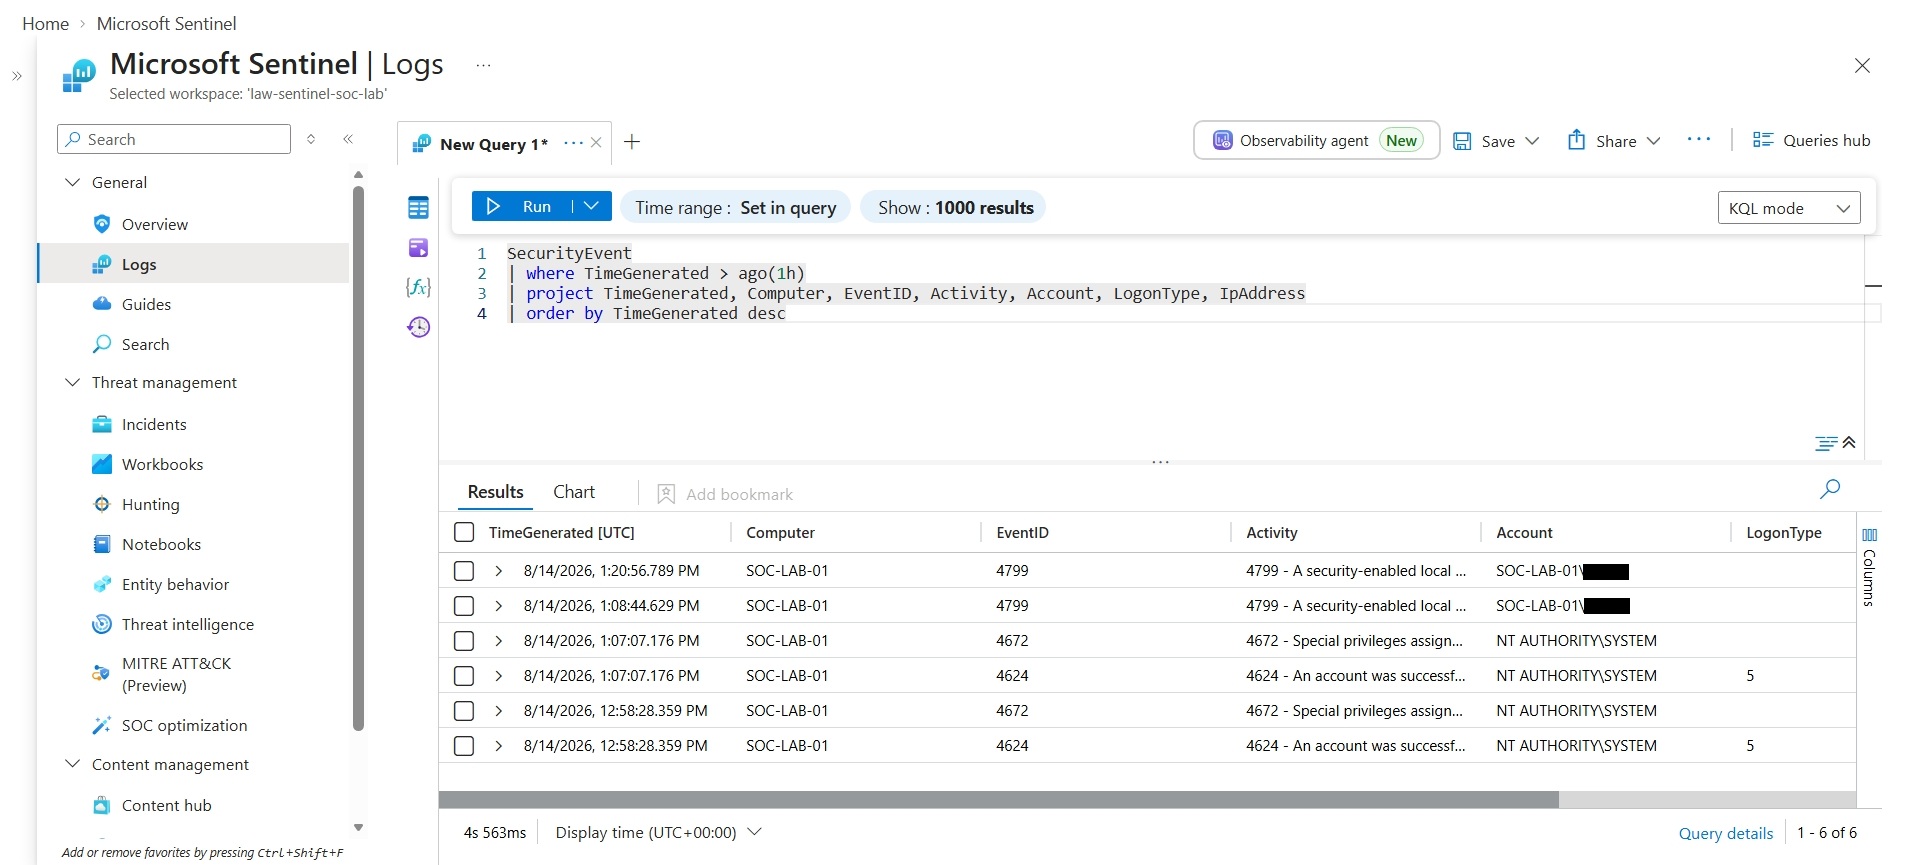 Home > Microsoft Sentinel
Microsoft Sentinel | Logs ...
Selected workspace: 'law-sentinel-soc-lab'
Search
General
Overview
Logs
Guides
Search
Threat management
Incidents
Workbooks
Hunting
Notebooks
Entity behavior
Threat intelligence
MITRE ATT&CK
(Preview)
SOC optimization
Content management
Content hub
Add or remove favorites by pressing Ctrl+Shift+F
New Query 1* ...
Observability agent New
Save
Share
...
Queries hub
Run
Time range : Set in query
Show : 1000 results
KQL mode
{fx}
1 SecurityEvent
2 | where TimeGenerated > ago(1h)
3 | project TimeGenerated, Computer, EventID, Activity, Account, LogonType, IpAddress
4 | order by TimeGenerated desc
...
Results Chart Add bookmark
TimeGenerated [UTC] Computer EventID Activity Account LogonType
8/14/2026, 1:20:56.789 PM SOC-LAB-01 4799 4799 - A security-enabled local ... SOC-LAB-01\
8/14/2026, 1:08:44.629 PM SOC-LAB-01 4799 4799 - A security-enabled local ... SOC-LAB-01\
8/14/2026, 1:07:07.176 PM SOC-LAB-01 4672 4672 - Special privileges assign... NT AUTHORITY\SYSTEM
8/14/2026, 1:07:07.176 PM SOC-LAB-01 4624 4624 - An account was successf... NT AUTHORITY\SYSTEM 5
8/14/2026, 12:58:28.359 PM SOC-LAB-01 4672 4672 - Special privileges assign... NT AUTHORITY\SYSTEM
8/14/2026, 12:58:28.359 PM SOC-LAB-01 4624 4624 - An account was successf... NT AUTHORITY\SYSTEM 5
Columns
4s 563ms Display time (UTC+00:00) Query details 1 - 6 of 6